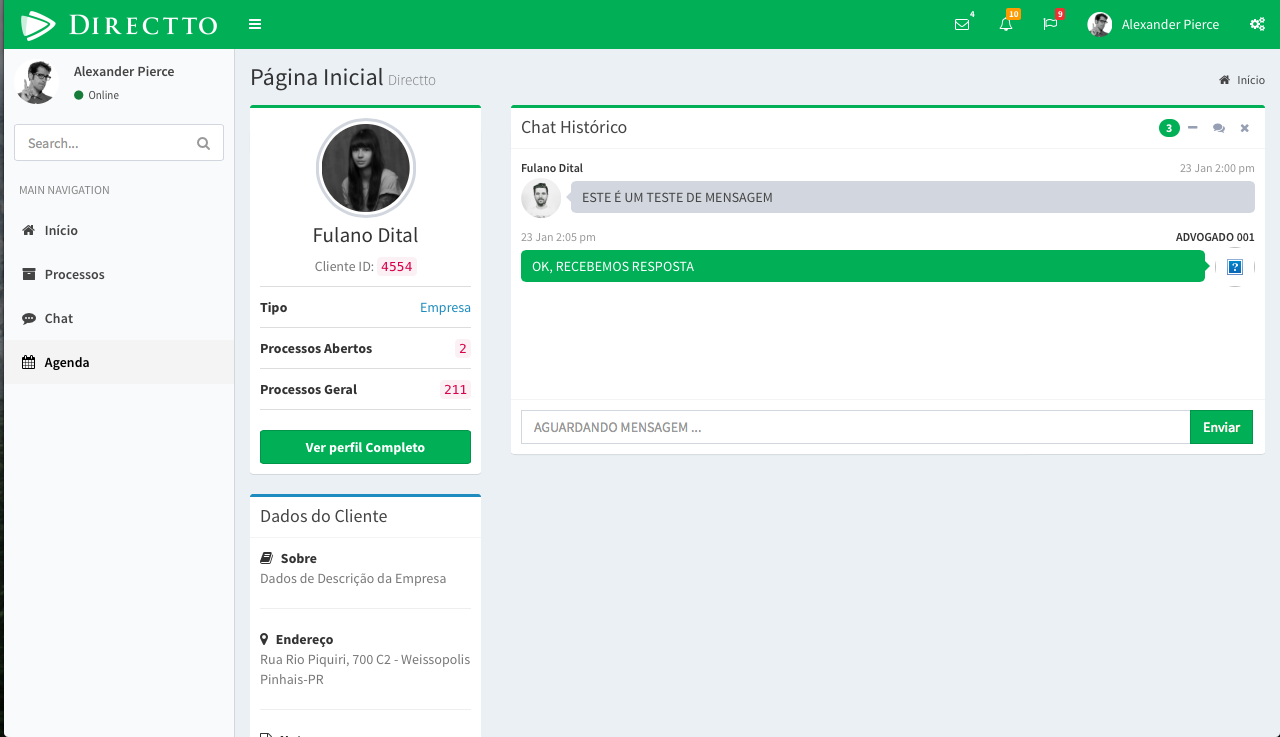 DIRECTTO
4
10
9
Alexander Pierce
Alexander Pierce
Online
Search...
MAIN NAVIGATION
Início
Processos
Chat
Agenda
Página Inicial Directto
Início
Fulano Dital
Cliente ID: 4554
Tipo Empresa
Processos Abertos 2
Processos Geral 211
Ver perfil Completo
Dados do Cliente
Sobre
Dados de Descrição da Empresa
Endereço
Rua Rio Piquiri, 700 C2 - Weissopolis
Pinhais-PR
Chat Histórico
3
Fulano Dital 23 Jan 2:00 pm
ESTE É UM TESTE DE MENSAGEM
23 Jan 2:05 pm ADVOGADO 001
OK, RECEBEMOS RESPOSTA
?
AGUARDANDO MENSAGEM ...
Enviar